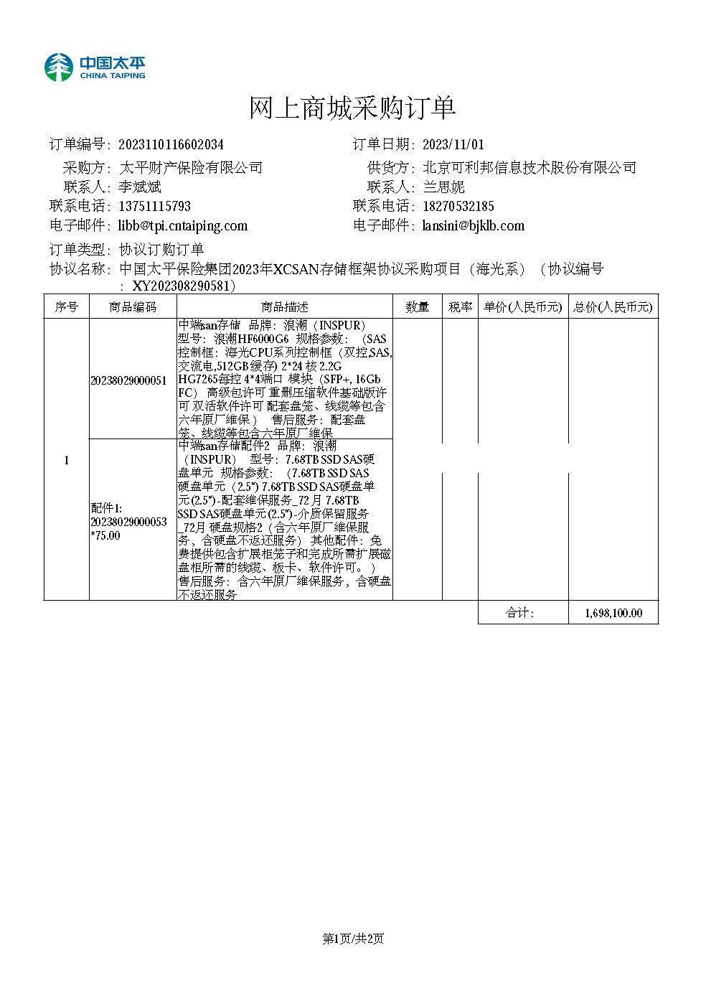 中国太平
CHINA TAIPING
网上商城采购订单
订单编号：2023110116602034 订单日期：2023/11/01
采购方：太平财产保险有限公司 供货方：北京可利邦信息技术股份有限公司
联系人：李斌斌 联系人：兰思妮
联系电话：13751115793 联系电话：18270532185
电子邮件：libb@tpi.cntaiping.com 电子邮件：lansini@bjklb.com
订单类型：协议订购订单
协议名称：中国太平保险集团2023年XCSAN存储框架协议采购项目（海光系）（协议编号
：XY202308290581）
序号 商品编码 商品描述 数量 税率 单价(人民币元) 总价(人民币元)
中端san存储 品牌：浪潮（INSPUR）
型号：浪潮HF6000G6 规格参数：（SAS
控制框：海光CPU系列控制框（双控,SAS,
交流电,512GB缓存) 2*24 核 2.2G
20238029000051 HG7265每控 4*4端口 模块（SFP+, 16Gb
FC） 高级包许可 重删压缩软件基础版许
可 双活软件许可 配套盘笼、线缆等包含
六年原厂维保 ） 售后服务：配套盘
笼、线缆等包含六年原厂维保
中端san存储配件2 品牌：浪潮
1 （INSPUR） 型号：7.68TB SSD SAS硬
盘单元 规格参数：（7.68TB SSD SAS
硬盘单元（2.5") 7.68TB SSD SAS硬盘单
元(2.5")-配套维保服务_72 月 7.68TB
配件1: SSD SAS硬盘单元(2.5")-介质保留服务
20238029000053 _72月 硬盘规格2（含六年原厂维保服
*75.00 务，含硬盘不返还服务） 其他配件：免
费提供包含扩展柜笼子和完成所需扩展磁
盘柜所需的线缆、板卡、软件许可。）
售后服务：含六年原厂维保服务，含硬盘
不返还服务
合计： 1,698,100.00
第1页/共2页